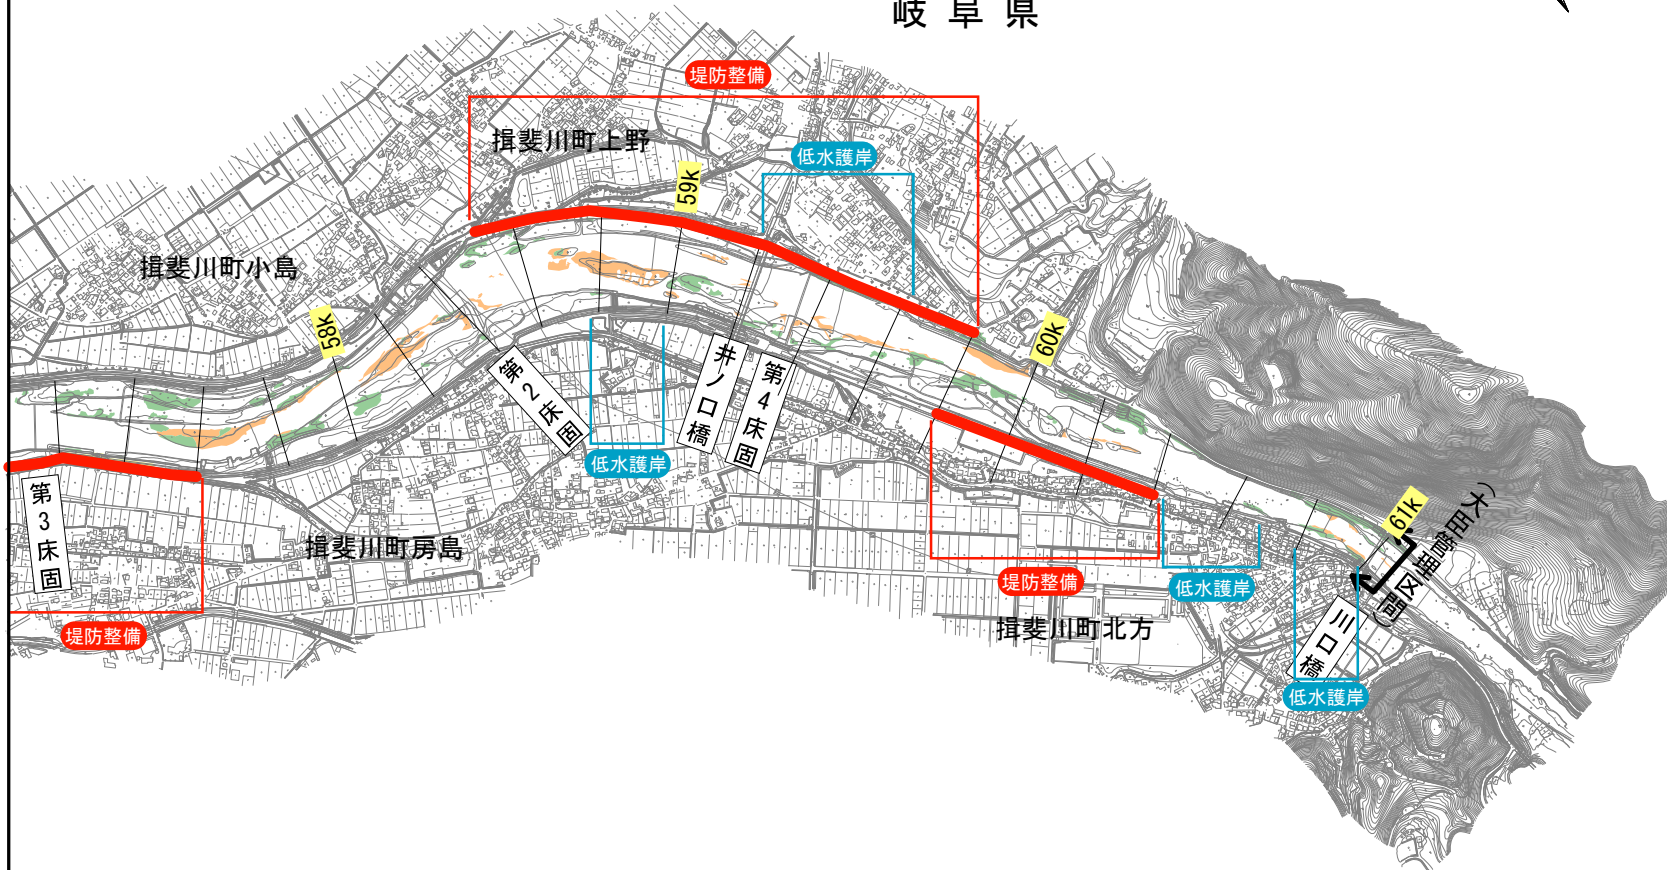 岐阜県
堤防整備
揖斐川町上野
低水護岸
59k
揖斐川町小島
58k
60k
第2床固
井ノ口橋
第4床固
低水護岸
第3床固
揖斐川町房島
堤防整備
堤防整備
揖斐川町北方
低水護岸
61k
(大臣管理区間)
川口橋
低水護岸